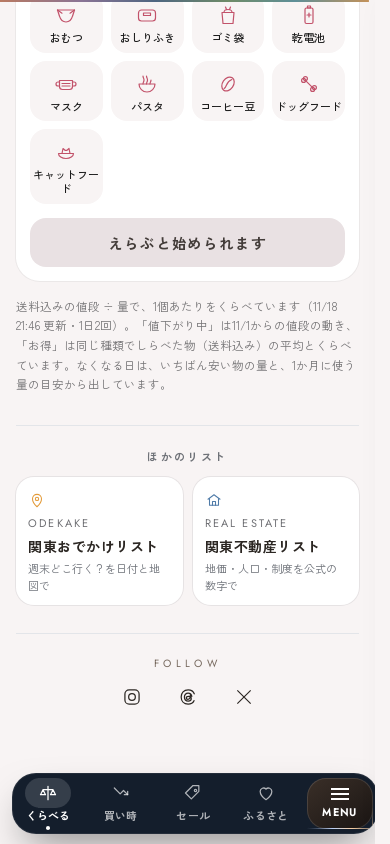 おむつ
おしりふき
ゴミ袋
乾電池
マスク
パスタ
コーヒー豆
ドッグフード
キャットフー
ド
えらぶと始められます
送料込みの値段 ÷ 量で、1個あたりをくらべています（11/18
21:46 更新・1日2回）。「値下がり中」は11/1からの値段の動き、
「お得」は同じ種類でしらべた物（送料込み）の平均とくらべ
ています。なくなる日は、いちばん安い物の量と、1か月に使う
量の目安から出しています。
ほかのリスト
ODEKAKE
関東おでかけリスト
週末どこ行く？を日付と地
図で
REAL ESTATE
関東不動産リスト
地価・人口・制度を公式の
数字で
FOLLOW
くらべる
買い時
セール
ふるさと
MENU